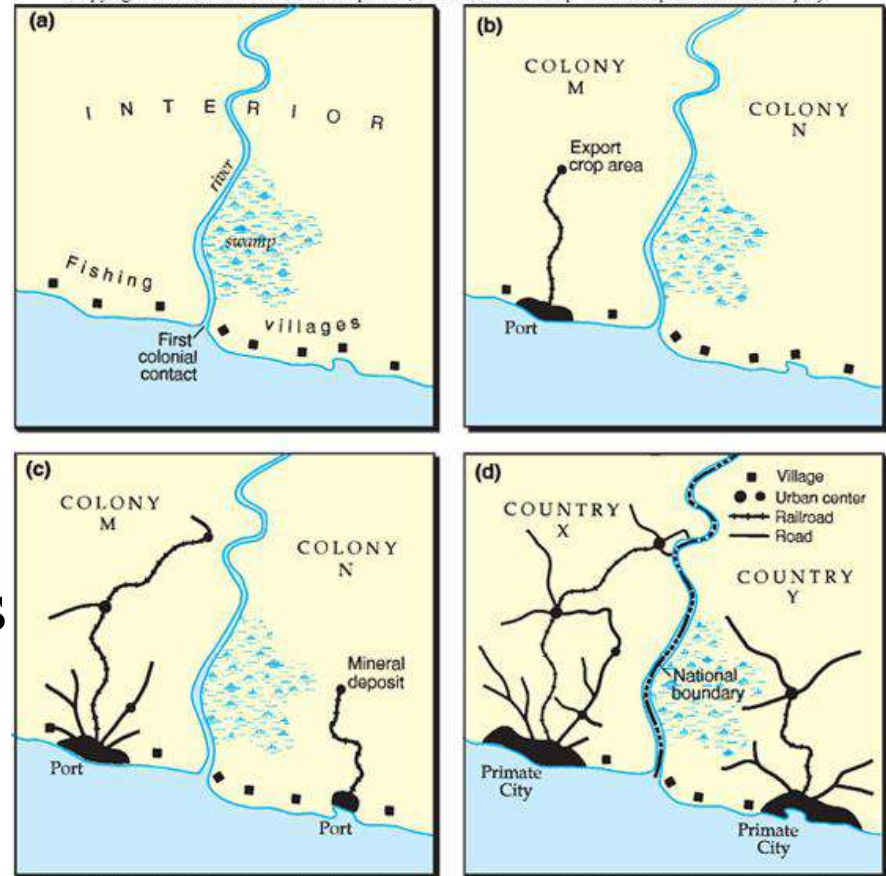 (a)
INTERIOR
river
swamp
Fishing
villages
First
colonial
contact
(b)
COLONY
M
COLONY
N
Export
crop area
Port
(c)
COLONY
M
COLONY
N
Mineral
deposit
Port
Port
(d)
Village
Urban center
Railroad
Road
COUNTRY
X
COUNTRY
Y
National
boundary
Primate
City
Primate
City